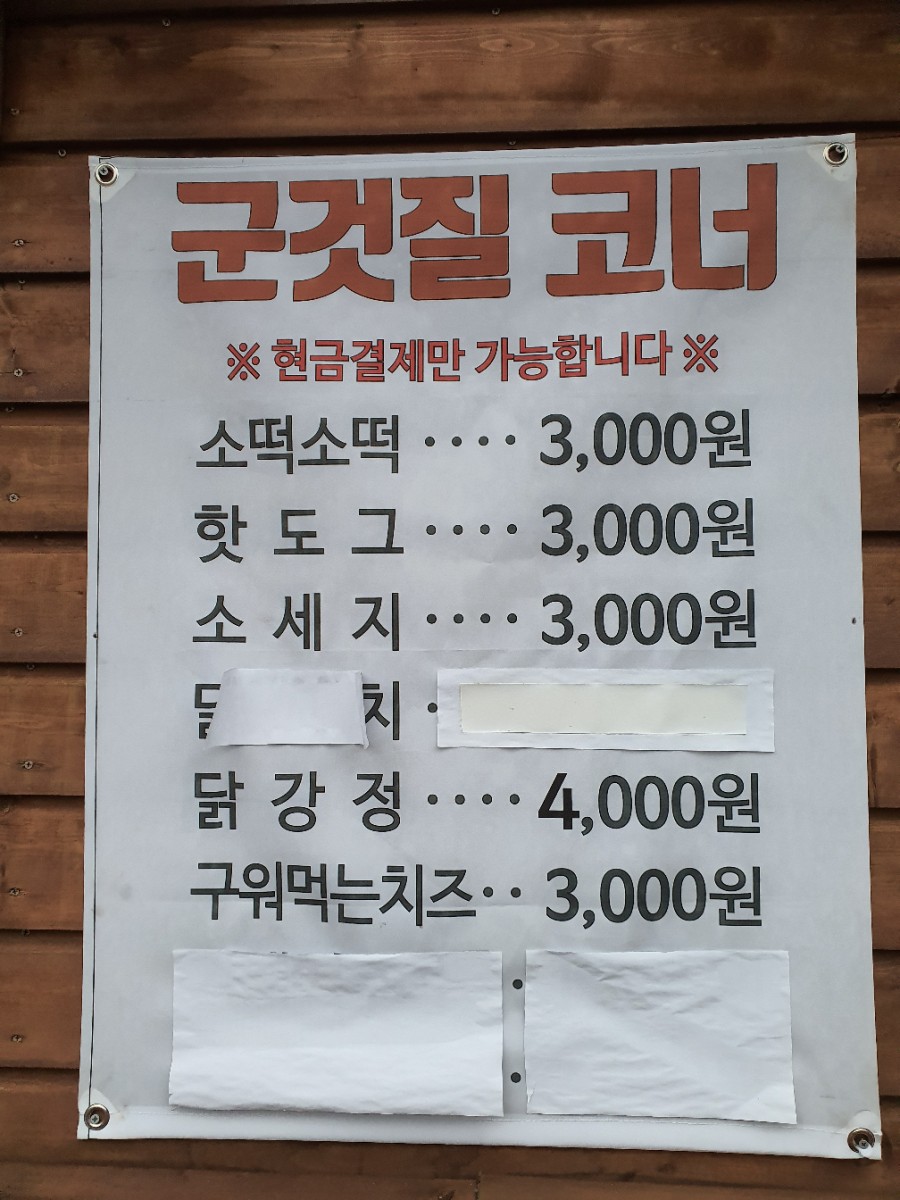 군것질 코너
※ 현금결제만 가능합니다 ※
소떡소떡 ···· 3,000원
핫 도 그 ···· 3,000원
소 세 지 ···· 3,000원
닭 강 정 ···· 4,000원
구워먹는치즈 ·· 3,000원